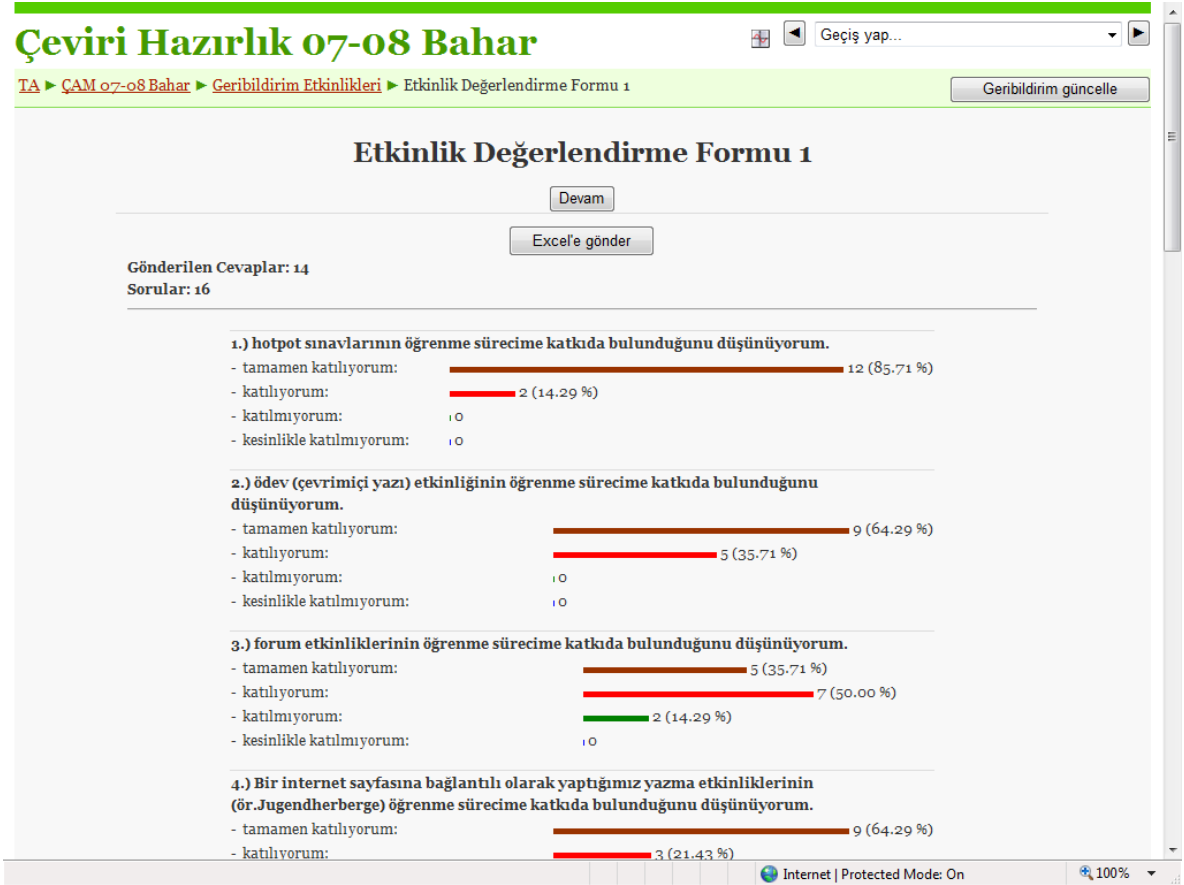 Çeviri Hazırlık 07-08 Bahar
Geçiş yap...
TA ► ÇAM 07-08 Bahar ► Geribildirim Etkinlikleri ► Etkinlik Değerlendirme Formu 1
Geribildirim güncelle
Etkinlik Değerlendirme Formu 1
Devam
Excel'e gönder
Gönderilen Cevaplar: 14
Sorular: 16
1.) hotpot sınavlarının öğrenme sürecime katkıda bulunduğunu düşünüyorum.
- tamamen katılıyorum: 12 (85.71 %)
- katılıyorum: 2 (14.29 %)
- katılmıyorum: 0
- kesinlikle katılmıyorum: 0
2.) ödev (çevrimiçi yazı) etkinliğinin öğrenme sürecime katkıda bulunduğunu
düşünüyorum.
- tamamen katılıyorum: 9 (64.29 %)
- katılıyorum: 5 (35.71 %)
- katılmıyorum: 0
- kesinlikle katılmıyorum: 0
3.) forum etkinliklerinin öğrenme sürecime katkıda bulunduğunu düşünüyorum.
- tamamen katılıyorum: 5 (35.71 %)
- katılıyorum: 7 (50.00 %)
- katılmıyorum: 2 (14.29 %)
- kesinlikle katılmıyorum: 0
4.) Bir internet sayfasına bağlantılı olarak yaptığımız yazma etkinliklerinin
(ör.Jugendherberge) öğrenme sürecime katkıda bulunduğunu düşünüyorum.
- tamamen katılıyorum: 9 (64.29 %)
- katılıyorum: 3 (21.43 %)
Internet | Protected Mode: On
100%